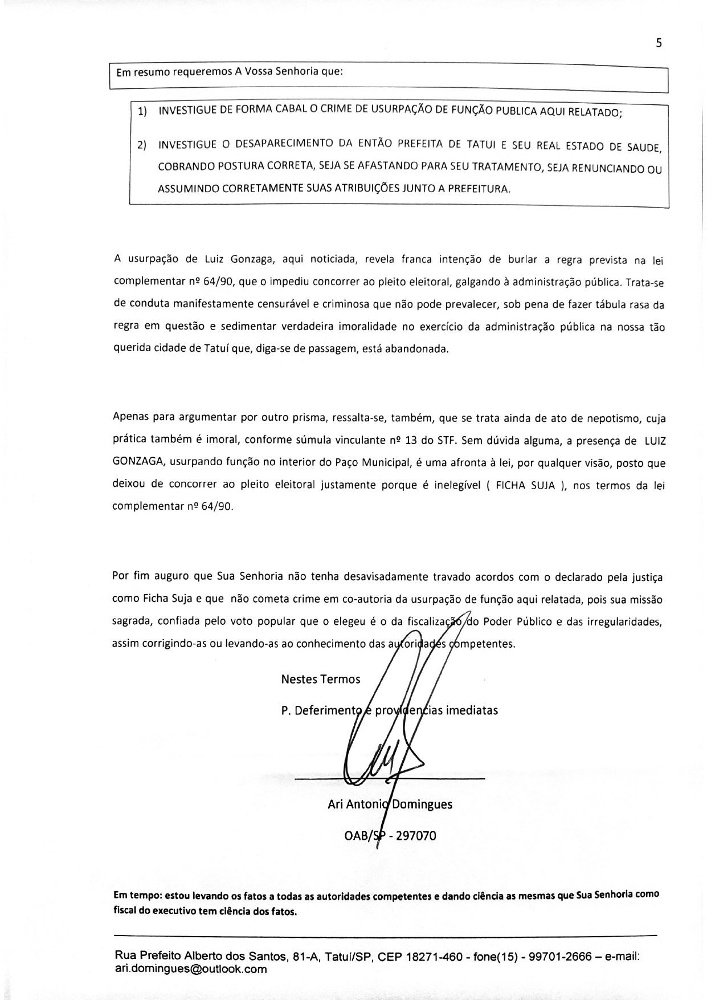 5
Em resumo requeremos A Vossa Senhoria que:
1) INVESTIGUE DE FORMA CABAL O CRIME DE USURPAÇÃO DE FUNÇÃO PUBLICA AQUI RELATADO;
2) INVESTIGUE O DESAPARECIMENTO DA ENTÃO PREFEITA DE TATUI E SEU REAL ESTADO DE SAUDE,
COBRANDO POSTURA CORRETA, SEJA SE AFASTANDO PARA SEU TRATAMENTO, SEJA RENUNCIANDO OU
ASSUMINDO CORRETAMENTE SUAS ATRIBUIÇÕES JUNTO A PREFEITURA.
A usurpação de Luiz Gonzaga, aqui noticiada, revela franca intenção de burlar a regra prevista na lei
complementar nº 64/90, que o impediu concorrer ao pleito eleitoral, galgando à administração pública. Trata-se
de conduta manifestamente censurável e criminosa que não pode prevalecer, sob pena de fazer tábula rasa da
regra em questão e sedimentar verdadeira imoralidade no exercício da administração pública na nossa tão
querida cidade de Tatuí que, diga-se de passagem, está abandonada.
Apenas para argumentar por outro prisma, ressalta-se, também, que se trata ainda de ato de nepotismo, cuja
prática também é imoral, conforme súmula vinculante nº 13 do STF. Sem dúvida alguma, a presença de LUIZ
GONZAGA, usurpando função no interior do Paço Municipal, é uma afronta à lei, por qualquer visão, posto que
deixou de concorrer ao pleito eleitoral justamente porque é inelegível ( FICHA SUJA ), nos termos da lei
complementar nº 64/90.
Por fim auguro que Sua Senhoria não tenha desavisadamente travado acordos com o declarado pela justiça
como Ficha Suja e que não cometa crime em co-autoria da usurpação de função aqui relatada, pois sua missão
sagrada, confiada pelo voto popular que o elegeu é o da fiscalização do Poder Público e das irregularidades,
assim corrigindo-as ou levando-as ao conhecimento das autoridades competentes.
Nestes Termos
P. Deferimento e providencias imediatas
Ari Antonio Domingues
OAB/SP - 297070
Em tempo: estou levando os fatos a todas as autoridades competentes e dando ciência as mesmas que Sua Senhoria como
fiscal do executivo tem ciência dos fatos.
Rua Prefeito Alberto dos Santos, 81-A, Tatuí/SP, CEP 18271-460 - fone(15) - 99701-2666 – e-mail:
ari.domingues@outlook.com